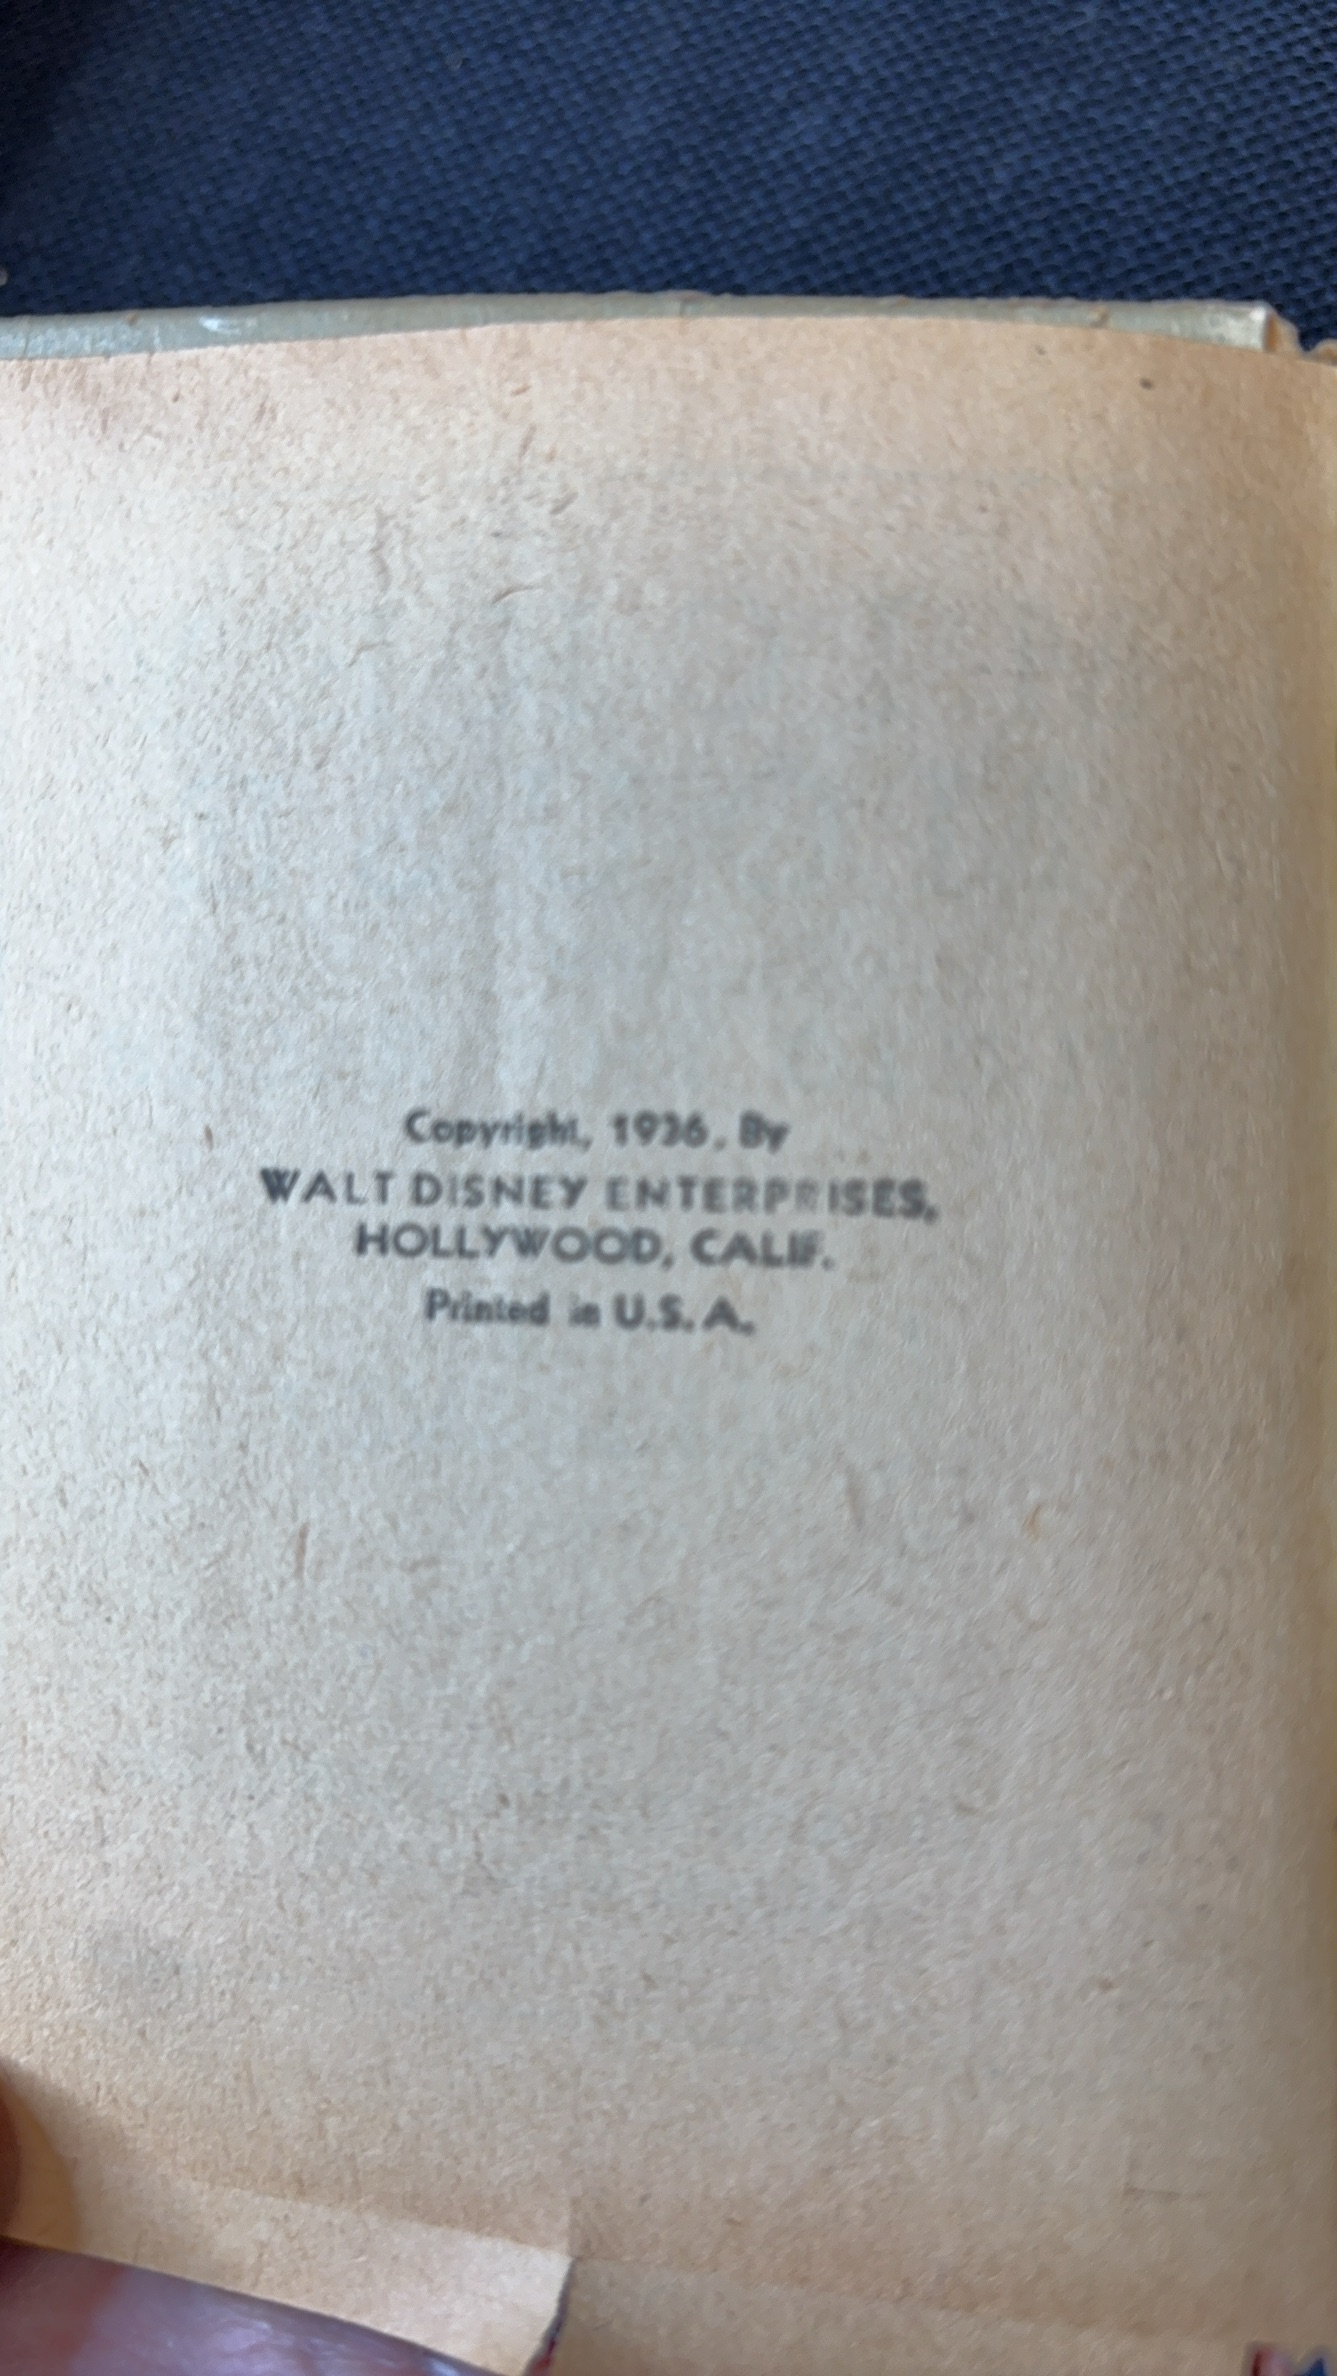 Copyright, 1936, By
WALT DISNEY ENTERPRISES,
HOLLYWOOD, CALIF.
Printed in U.S.A.